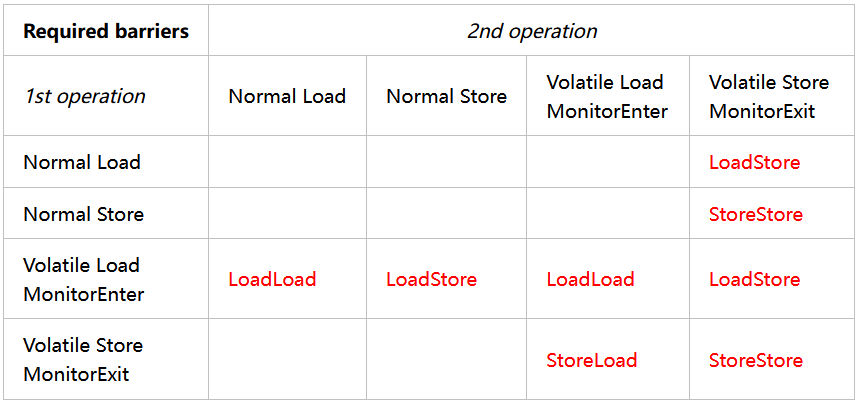 Required barriers 2nd operation
1st operation Normal Load Normal Store Volatile Load MonitorEnter Volatile Store MonitorExit
Normal Load LoadStore
Normal Store StoreStore
Volatile Load MonitorEnter LoadLoad LoadStore LoadLoad LoadStore
Volatile Store MonitorExit StoreLoad StoreStore